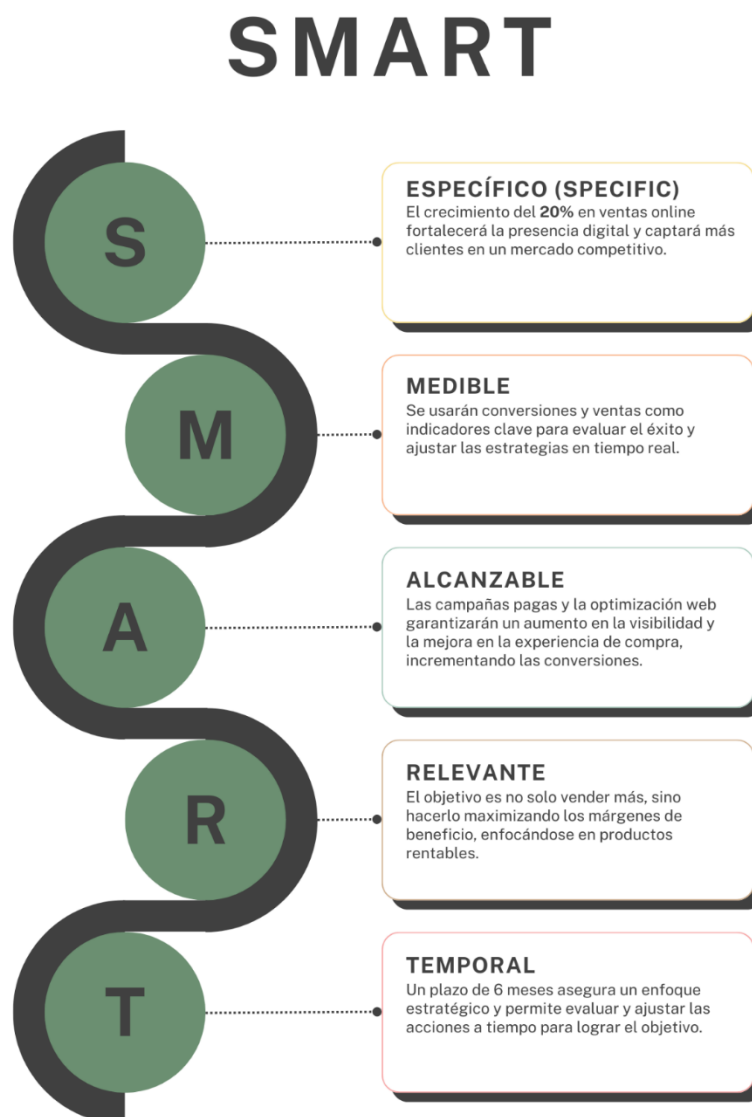 SMART
S
ESPECÍFICO (SPECIFIC)
El crecimiento del 20% en ventas online
fortalecerá la presencia digital y captará más
clientes en un mercado competitivo.
M
MEDIBLE
Se usarán conversiones y ventas como
indicadores clave para evaluar el éxito y
ajustar las estrategias en tiempo real.
A
ALCANZABLE
Las campañas pagas y la optimización web
garantizarán un aumento en la visibilidad y
la mejora en la experiencia de compra,
incrementando las conversiones.
R
RELEVANTE
El objetivo es no solo vender más, sino
hacerlo maximizando los márgenes de
beneficio, enfocándose en productos
rentables.
T
TEMPORAL
Un plazo de 6 meses asegura un enfoque
estratégico y permite evaluar y ajustar las
acciones a tiempo para lograr el objetivo.